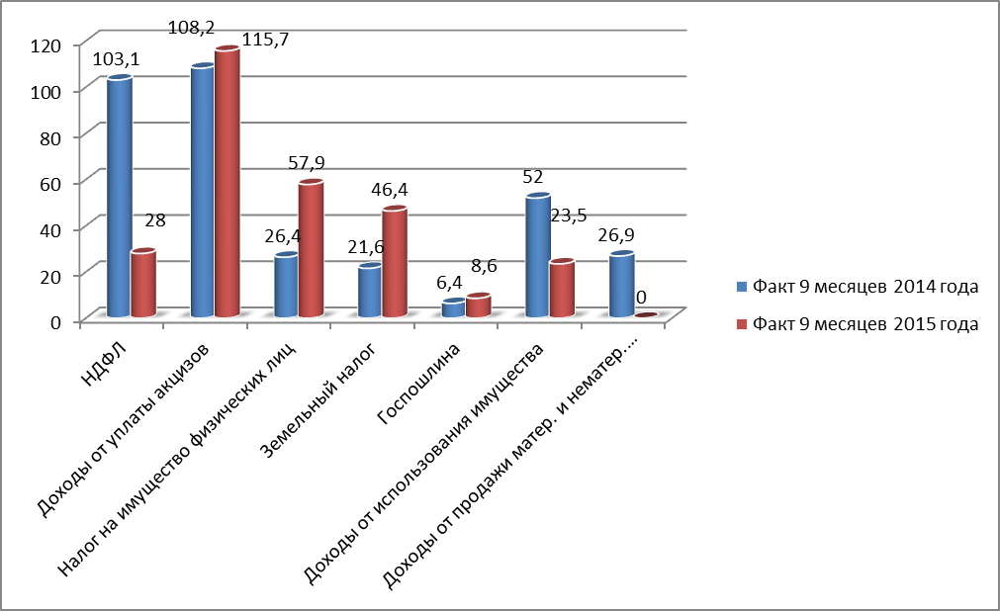 120
100
80
60
40
20
0
103,1
28
108,2
115,7
26,4
57,9
21,6
46,4
6,4
8,6
52
23,5
26,9
0
НДФЛ
Доходы от уплаты акцизов
Налог на имущество физических лиц
Земельный налог
Госпошлина
Доходы от использования имущества
Доходы от продажи матер. и нематер....
Факт 9 месяцев 2014 года
Факт 9 месяцев 2015 года